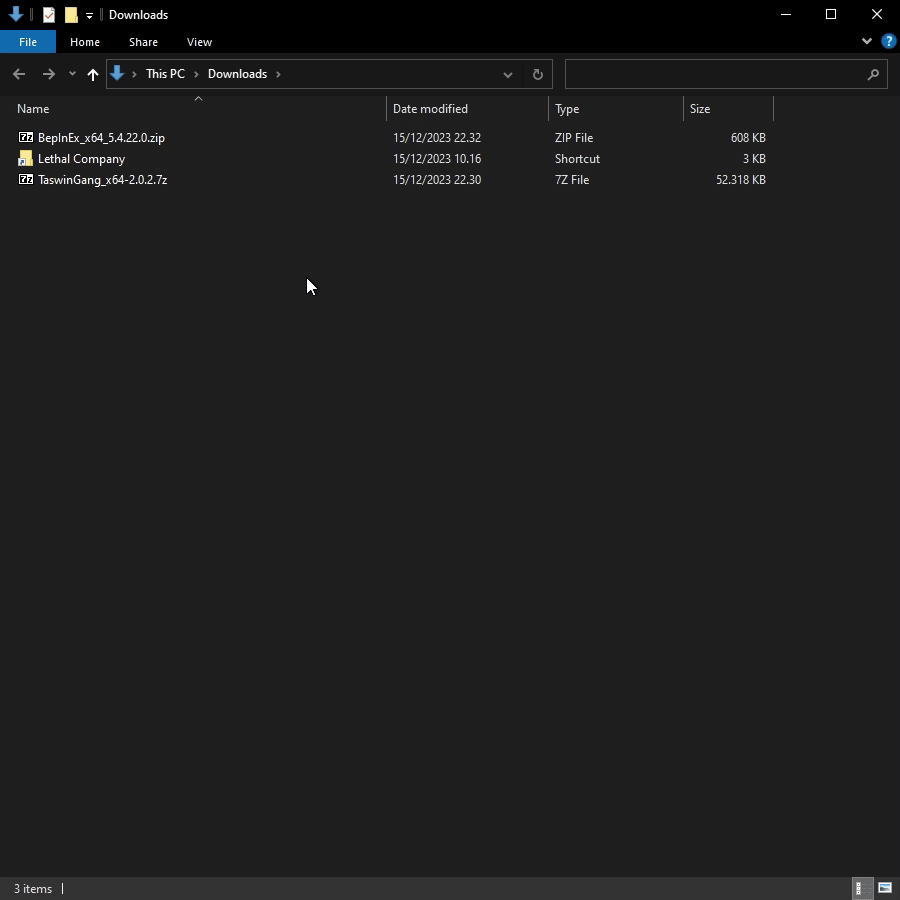 Downloads
File Home Share View ?
This PC Downloads
Name Date modified Type Size
7z BepInEx_x64_5.4.22.0.zip 15/12/2023 22.32 ZIP File 608 KB
Lethal Company 15/12/2023 10.16 Shortcut 3 KB
7z TaswinGang_x64-2.0.2.7z 15/12/2023 22.30 7Z File 52.318 KB
3 items